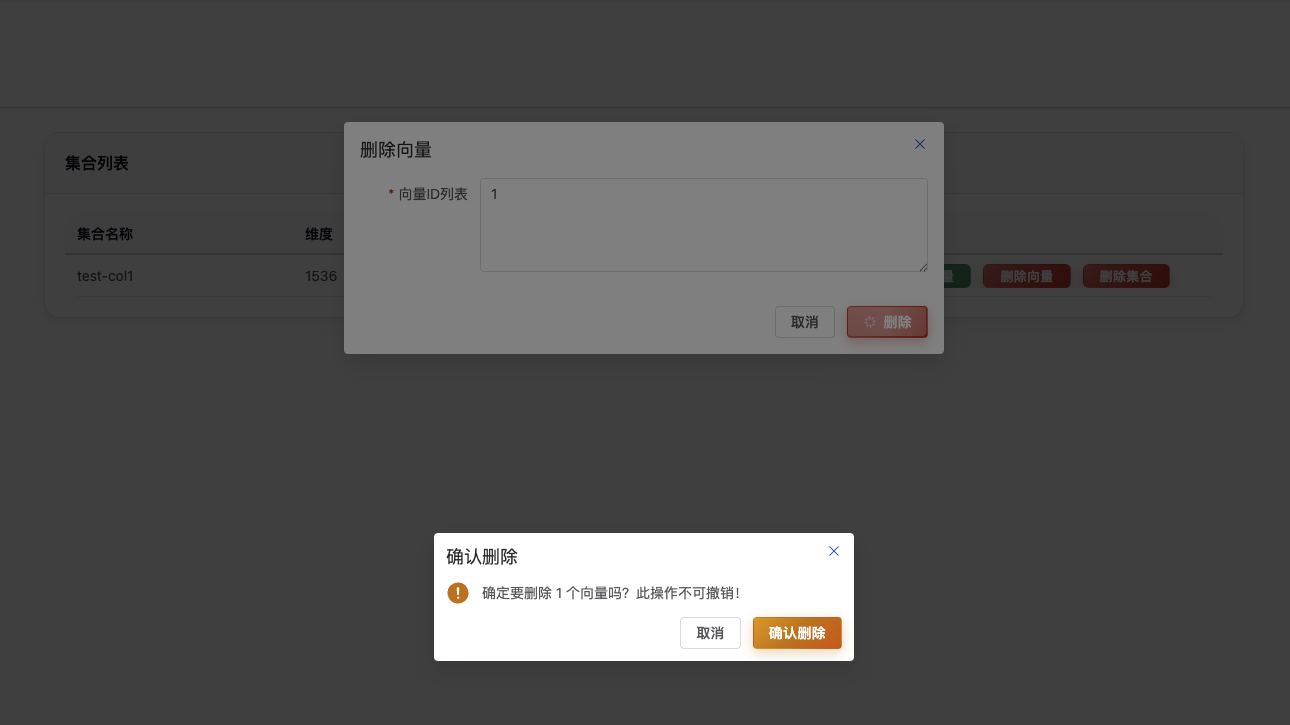 删除向量
集合列表
* 向量ID列表
1
集合名称
维度
test-col1
1536
量
删除向量
删除集合
取消
删除
确认删除
确定要删除 1 个向量吗？此操作不可撤销！
取消
确认删除